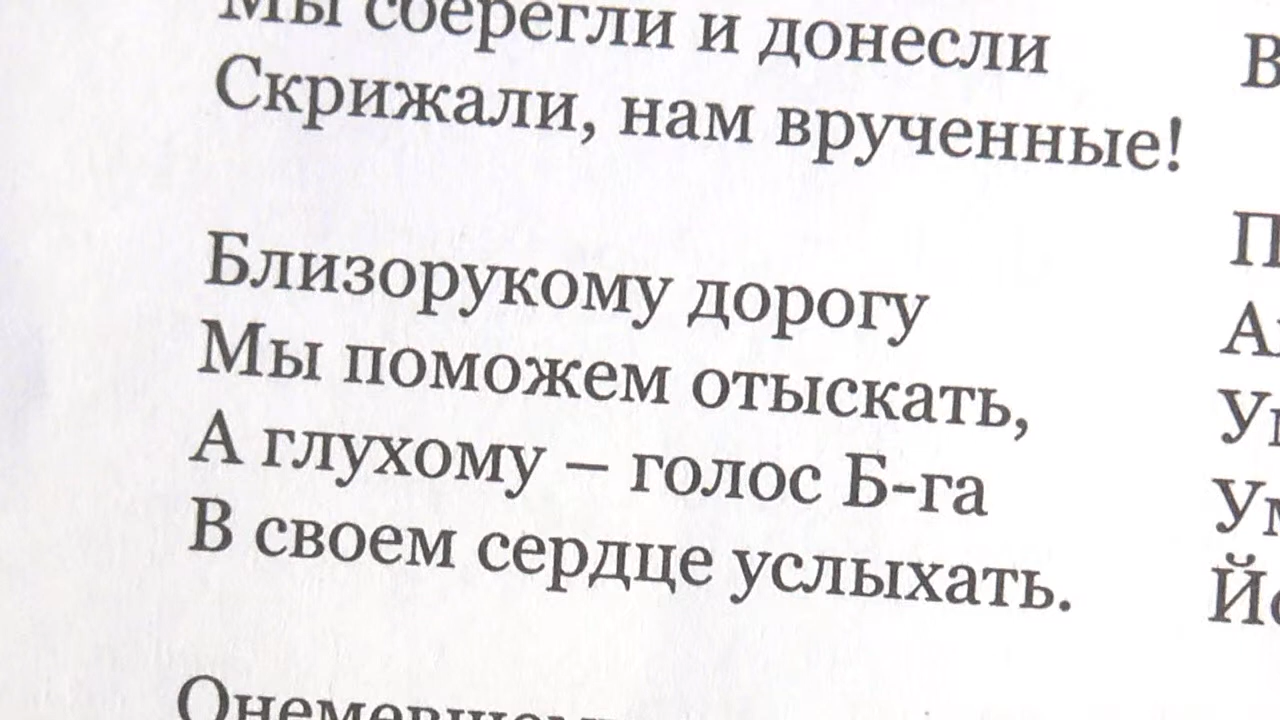 Мы сберегли и донесли
Скрижали, нам врученные!
Близорукому дорогу
Мы поможем отыскать,
А глухому – голос Б-га
В своем сердце услыхать.